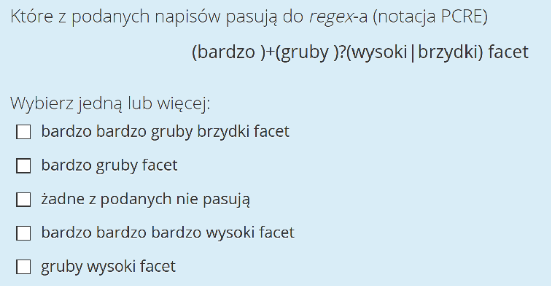 Które z podanych napisów pasują do regex-a (notacja PCRE)
(bardzo )+(gruby )?(wysoki|brzydki) facet
Wybierz jedną lub więcej:
bardzo bardzo gruby brzydki facet
bardzo gruby facet
żadne z podanych nie pasują
bardzo bardzo bardzo wysoki facet
gruby wysoki facet